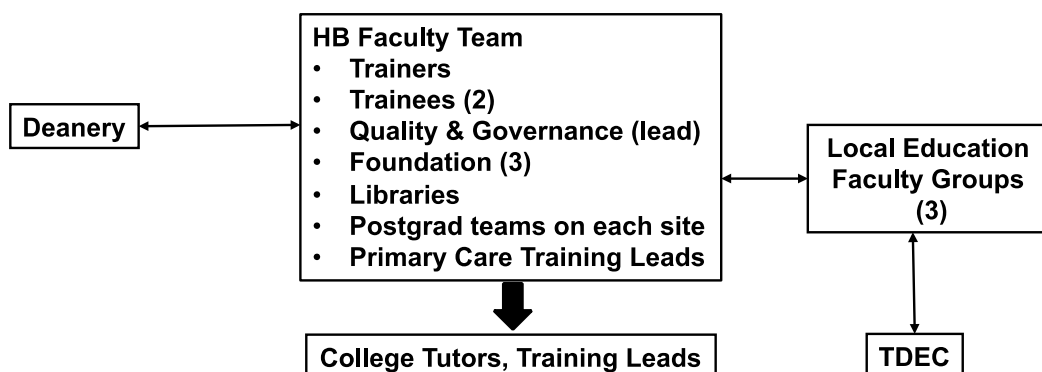 HB Faculty Team
• Trainers
• Trainees (2)
• Quality & Governance (lead)
• Foundation (3)
• Libraries
• Postgrad teams on each site
• Primary Care Training Leads
Deanery
Local Education
Faculty Groups
(3)
College Tutors, Training Leads
TDEC